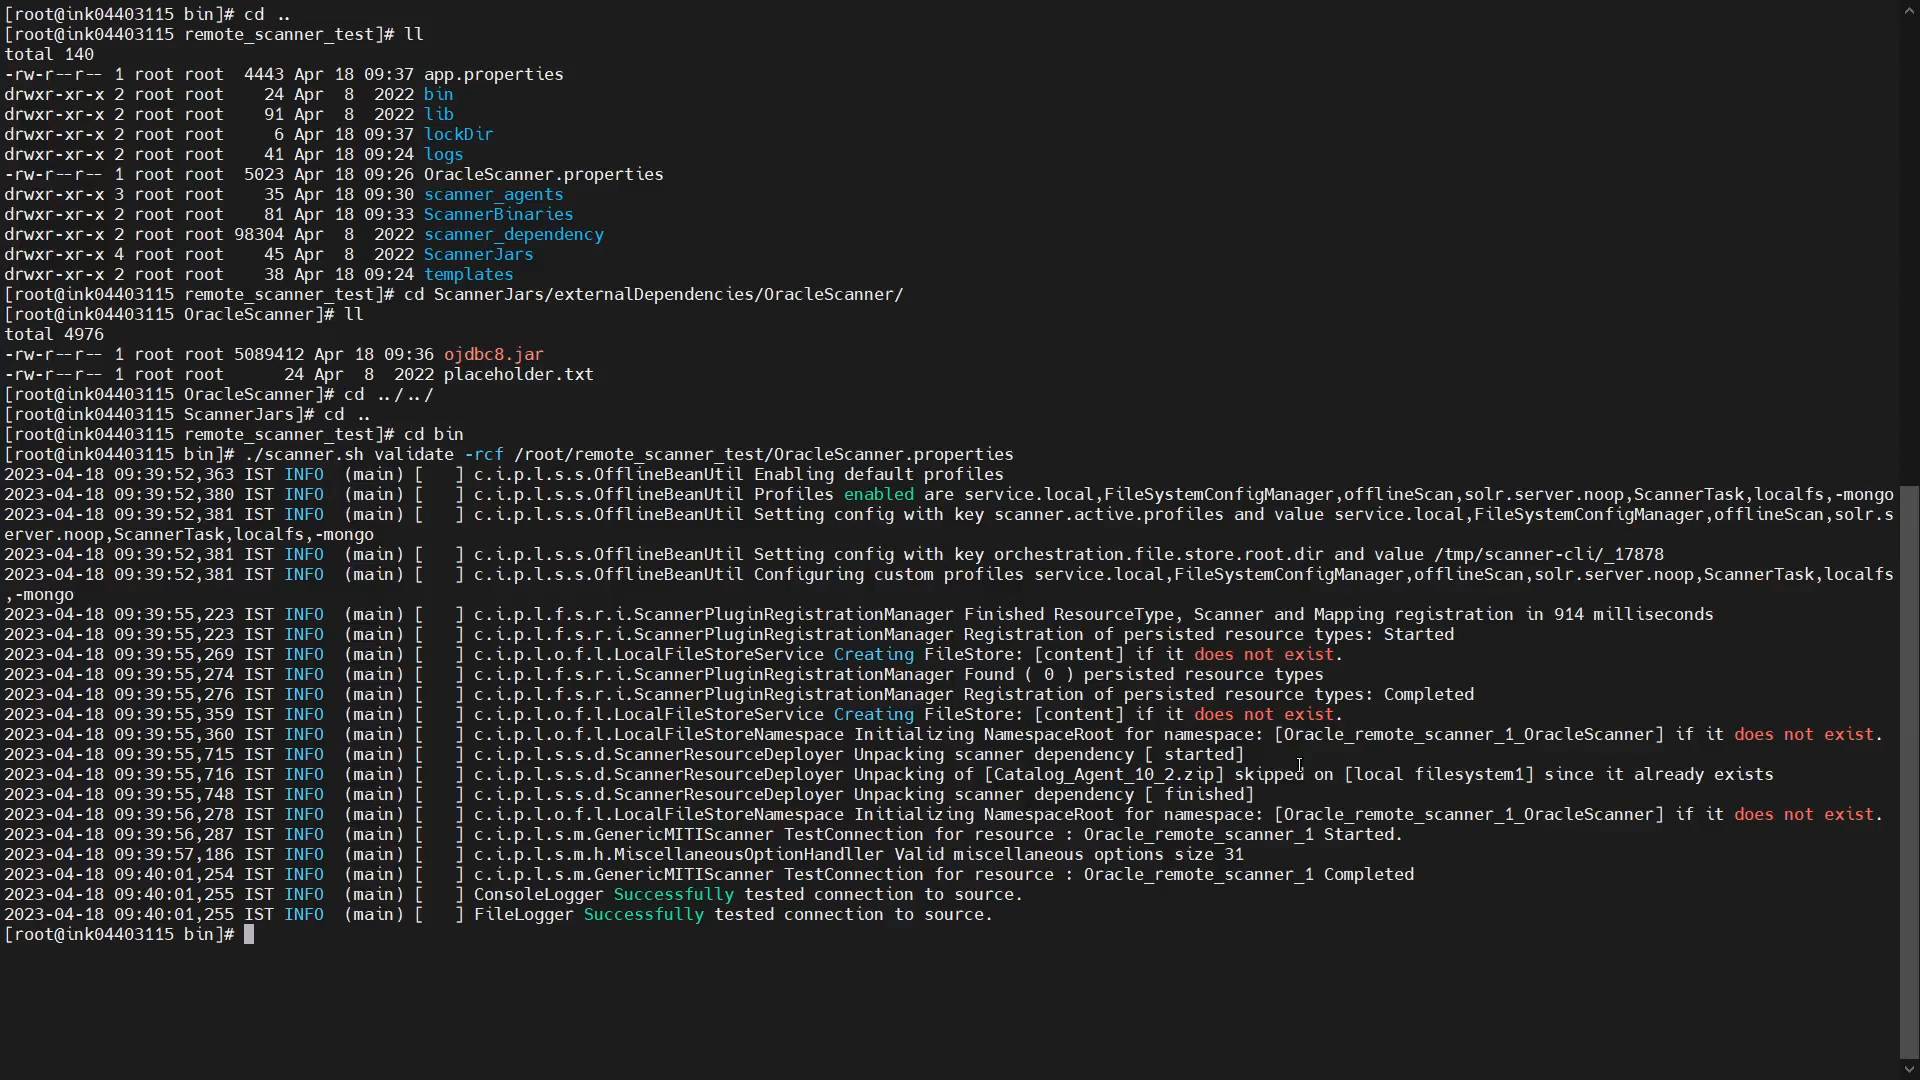 [root@ink04403115 bin]# cd ..
[root@ink04403115 remote_scanner_test]# ll
total 140
-rw-r--r-- 1 root root  4443 Apr 18 09:37 app.properties
drwxr-xr-x 2 root root    24 Apr  8  2022 bin
drwxr-xr-x 2 root root    91 Apr  8  2022 lib
drwxr-xr-x 2 root root     6 Apr 18 09:37 lockDir
drwxr-xr-x 2 root root    41 Apr 18 09:24 logs
-rw-r--r-- 1 root root  5023 Apr 18 09:26 OracleScanner.properties
drwxr-xr-x 3 root root    35 Apr 18 09:30 scanner_agents
drwxr-xr-x 2 root root    81 Apr 18 09:33 ScannerBinaries
drwxr-xr-x 2 root root 98304 Apr  8  2022 scanner_dependency
drwxr-xr-x 4 root root    45 Apr  8  2022 ScannerJars
drwxr-xr-x 2 root root    38 Apr 18 09:24 templates
[root@ink04403115 remote_scanner_test]# cd ScannerJars/externalDependencies/OracleScanner/
[root@ink04403115 OracleScanner]# ll
total 4976
-rw-r--r-- 1 root root 5089412 Apr 18 09:36 ojdbc8.jar
-rw-r--r-- 1 root root      24 Apr  8  2022 placeholder.txt
[root@ink04403115 OracleScanner]# cd ../../
[root@ink04403115 ScannerJars]# cd ..
[root@ink04403115 remote_scanner_test]# cd bin
[root@ink04403115 bin]# ./scanner.sh validate -rcf /root/remote_scanner_test/OracleScanner.properties
2023-04-18 09:39:52,363 IST INFO  (main) [   ] c.i.p.l.s.s.OfflineBeanUtil Enabling default profiles
2023-04-18 09:39:52,380 IST INFO  (main) [   ] c.i.p.l.s.s.OfflineBeanUtil Profiles enabled are service.local,FileSystemConfigManager,offlineScan,solr.server.noop,ScannerTask,localfs,-mongo
2023-04-18 09:39:52,381 IST INFO  (main) [   ] c.i.p.l.s.s.OfflineBeanUtil Setting config with key scanner.active.profiles and value service.local,FileSystemConfigManager,offlineScan,solr.s
erver.noop,ScannerTask,localfs,-mongo
2023-04-18 09:39:52,381 IST INFO  (main) [   ] c.i.p.l.s.s.OfflineBeanUtil Setting config with key orchestration.file.store.root.dir and value /tmp/scanner-cli/_17878
2023-04-18 09:39:52,381 IST INFO  (main) [   ] c.i.p.l.s.s.OfflineBeanUtil Configuring custom profiles service.local,FileSystemConfigManager,offlineScan,solr.server.noop,ScannerTask,localfs
,-mongo
2023-04-18 09:39:55,223 IST INFO  (main) [   ] c.i.p.l.f.s.r.i.ScannerPluginRegistrationManager Finished ResourceType, Scanner and Mapping registration in 914 milliseconds
2023-04-18 09:39:55,223 IST INFO  (main) [   ] c.i.p.l.f.s.r.i.ScannerPluginRegistrationManager Registration of persisted resource types: Started
2023-04-18 09:39:55,269 IST INFO  (main) [   ] c.i.p.l.o.f.l.LocalFileStoreService Creating FileStore: [content] if it does not exist.
2023-04-18 09:39:55,274 IST INFO  (main) [   ] c.i.p.l.f.s.r.i.ScannerPluginRegistrationManager Found ( 0 ) persisted resource types
2023-04-18 09:39:55,276 IST INFO  (main) [   ] c.i.p.l.f.s.r.i.ScannerPluginRegistrationManager Registration of persisted resource types: Completed
2023-04-18 09:39:55,359 IST INFO  (main) [   ] c.i.p.l.o.f.l.LocalFileStoreService Creating FileStore: [content] if it does not exist.
2023-04-18 09:39:55,360 IST INFO  (main) [   ] c.i.p.l.o.f.l.LocalFileStoreNamespace Initializing NamespaceRoot for namespace: [Oracle_remote_scanner_1_OracleScanner] if it does not exist.
2023-04-18 09:39:55,715 IST INFO  (main) [   ] c.i.p.l.s.s.d.ScannerResourceDeployer Unpacking scanner dependency [ started]
2023-04-18 09:39:55,716 IST INFO  (main) [   ] c.i.p.l.s.s.d.ScannerResourceDeployer Unpacking of [Catalog_Agent_10_2.zip] skipped on [local filesystem1] since it already exists
2023-04-18 09:39:55,748 IST INFO  (main) [   ] c.i.p.l.s.s.d.ScannerResourceDeployer Unpacking scanner dependency [ finished]
2023-04-18 09:39:56,278 IST INFO  (main) [   ] c.i.p.l.o.f.l.LocalFileStoreNamespace Initializing NamespaceRoot for namespace: [Oracle_remote_scanner_1_OracleScanner] if it does not exist.
2023-04-18 09:39:56,287 IST INFO  (main) [   ] c.i.p.l.s.m.GenericMITIScanner TestConnection for resource : Oracle_remote_scanner_1 Started.
2023-04-18 09:39:57,186 IST INFO  (main) [   ] c.i.p.l.s.m.h.MiscellaneousOptionHandller Valid miscellaneous options size 31
2023-04-18 09:40:01,254 IST INFO  (main) [   ] c.i.p.l.s.m.GenericMITIScanner TestConnection for resource : Oracle_remote_scanner_1 Completed
2023-04-18 09:40:01,255 IST INFO  (main) [   ] ConsoleLogger Successfully tested connection to source.
2023-04-18 09:40:01,255 IST INFO  (main) [   ] FileLogger Successfully tested connection to source.
[root@ink04403115 bin]#